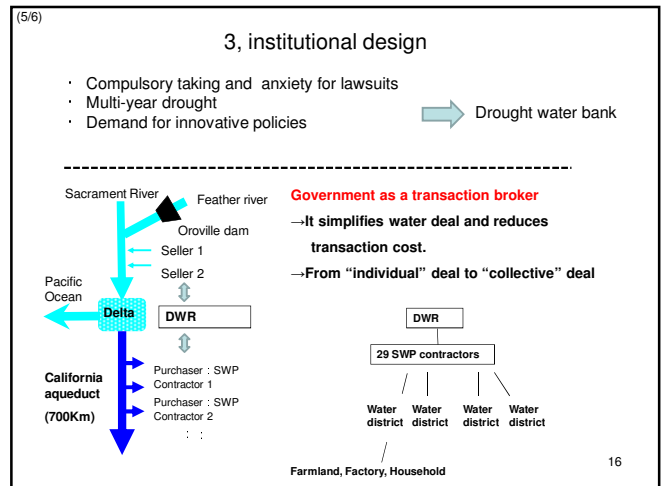 (5/6)
3, institutional design
· Compulsory taking and anxiety for lawsuits
· Multi-year drought
· Demand for innovative policies
Drought water bank
Sacrament River
Feather river
Oroville dam
Seller 1
Seller 2
Pacific
Ocean
Delta
DWR
California
aqueduct
(700Km)
Purchaser : SWP
Contractor 1
Purchaser : SWP
Contractor 2
: :
Government as a transaction broker
→It simplifies water deal and reduces
transaction cost.
→From “individual” deal to “collective” deal
DWR
29 SWP contractors
Water district
Water district
Water district
Water district
Farmland, Factory, Household
16